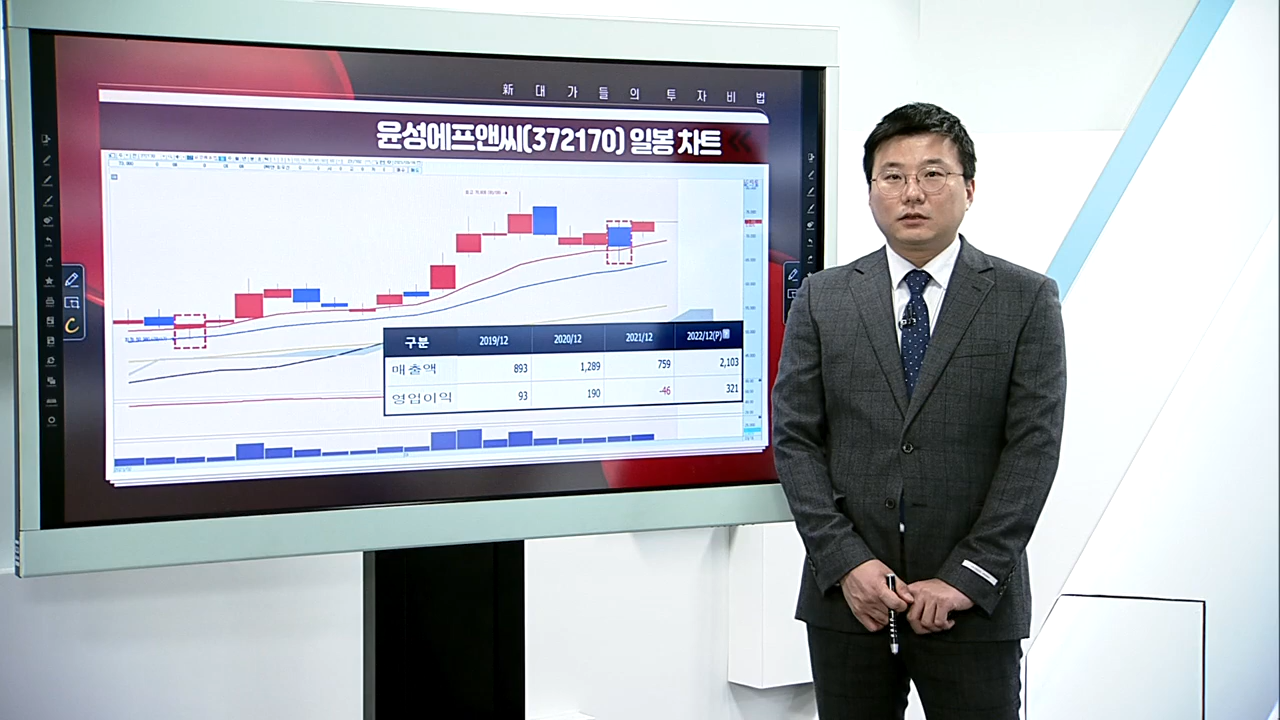 新 대가들의 투자비법
윤성에프앤씨(372170) 일봉 차트
구분 2019/12 2020/12 2021/12 2022/12(P)
매출액 893 1,289 759 2,103
영업이익 93 190 -46 321